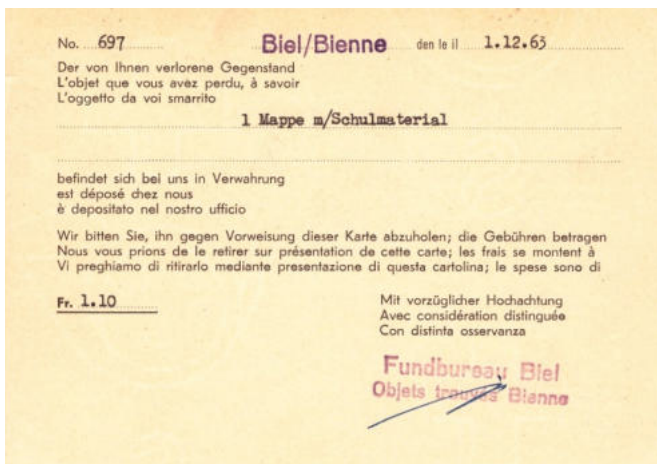 No. 697 Biel/Bienne den le il 1.12.63
Der von Ihnen verlorene Gegenstand
L'objet que vous avez perdu, à savoir
L'oggetto da voi smarrito
1 Mappe m/Schulmaterial
befindet sich bei uns in Verwahrung
est déposé chez nous
è depositato nel nostro ufficio
Wir bitten Sie, ihn gegen Vorweisung dieser Karte abzuholen; die Gebühren betragen
Nous vous prions de le retirer sur présentation de cette carte; les frais se montent à
Vi preghiamo di ritirarlo mediante presentazione di questa cartolina; le spese sono di
Fr. 1.10
Mit vorzüglicher Hochachtung
Avec considération distinguée
Con distinta osservanza
Fundbureau Biel
Objets trouvés Bienne